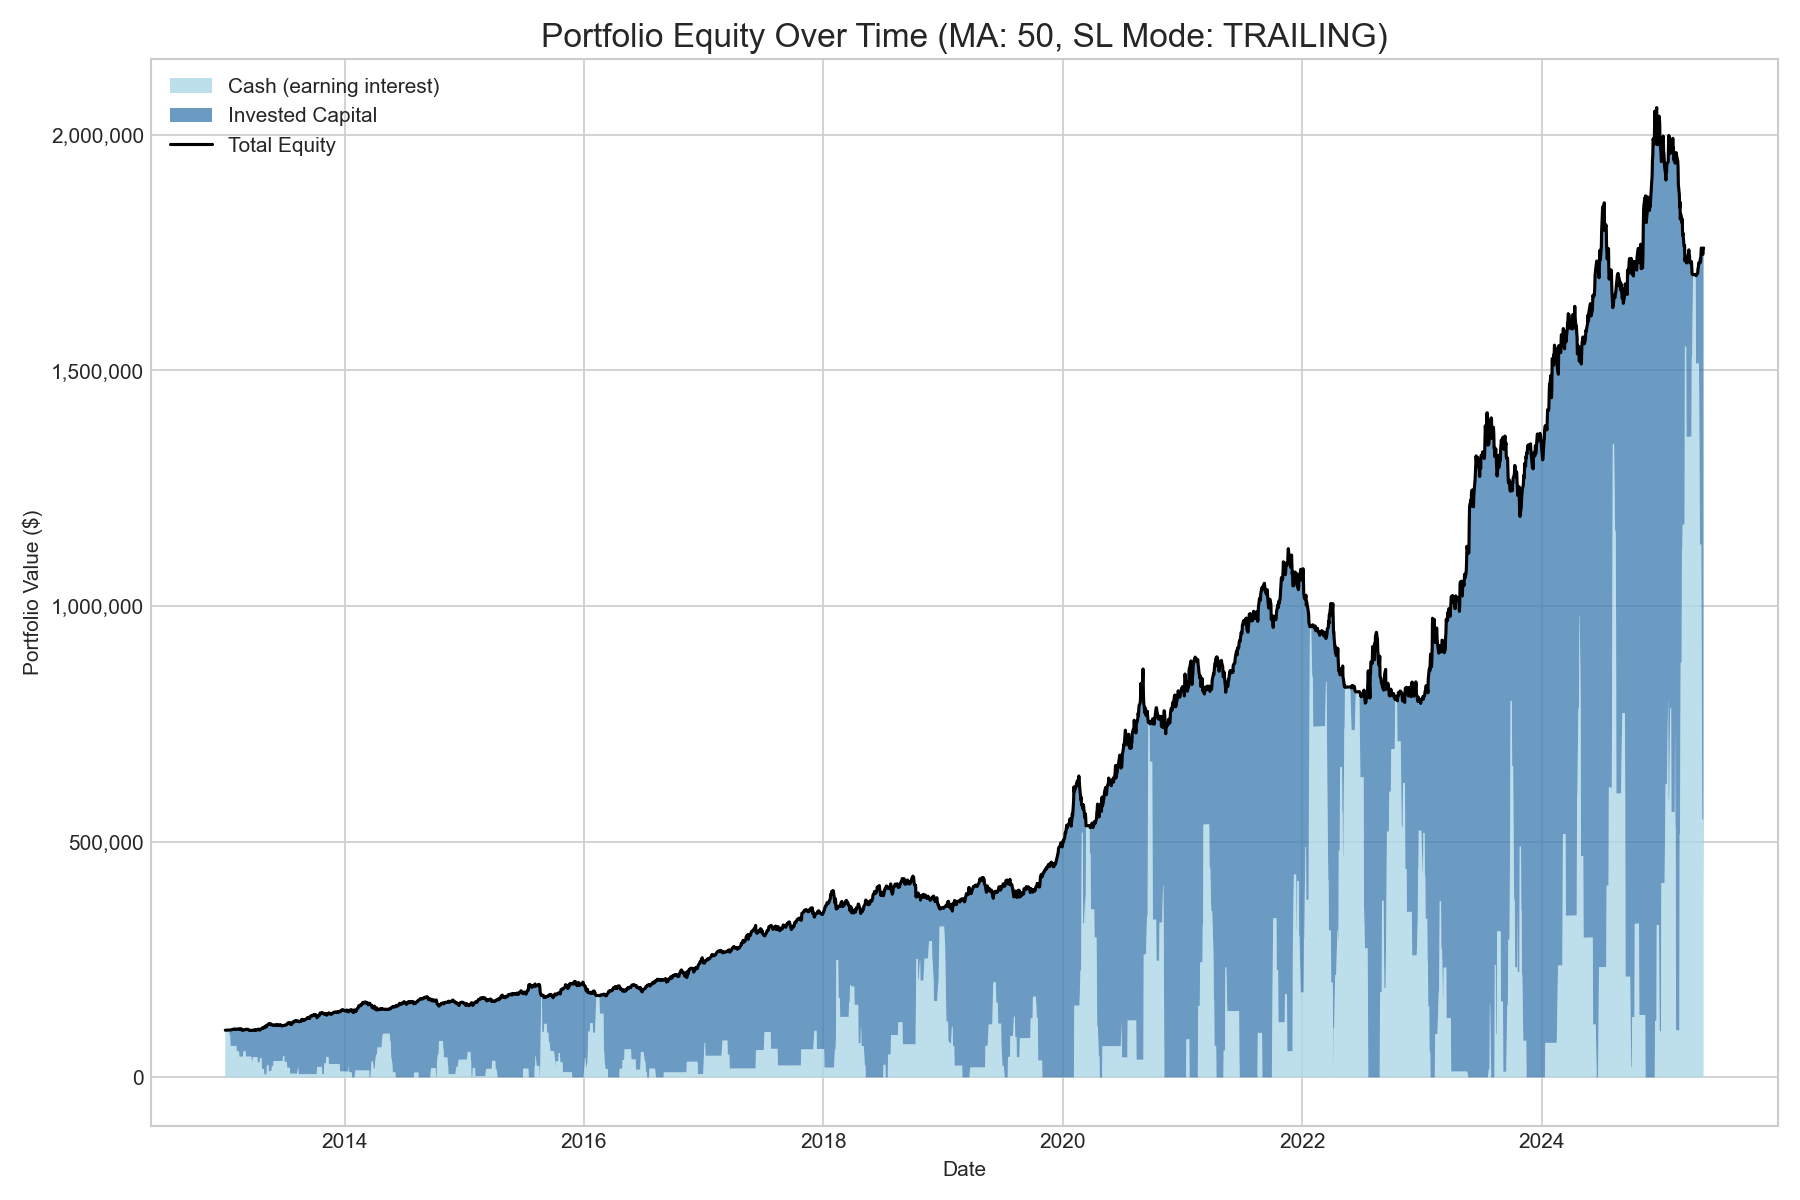 Portfolio Equity Over Time (MA: 50, SL Mode: TRAILING)
Cash (earning interest)
Invested Capital
Total Equity
Portfolio Value ($)
2,000,000
1,500,000
1,000,000
500,000
0
2014
2016
2018
2020
2022
2024
Date